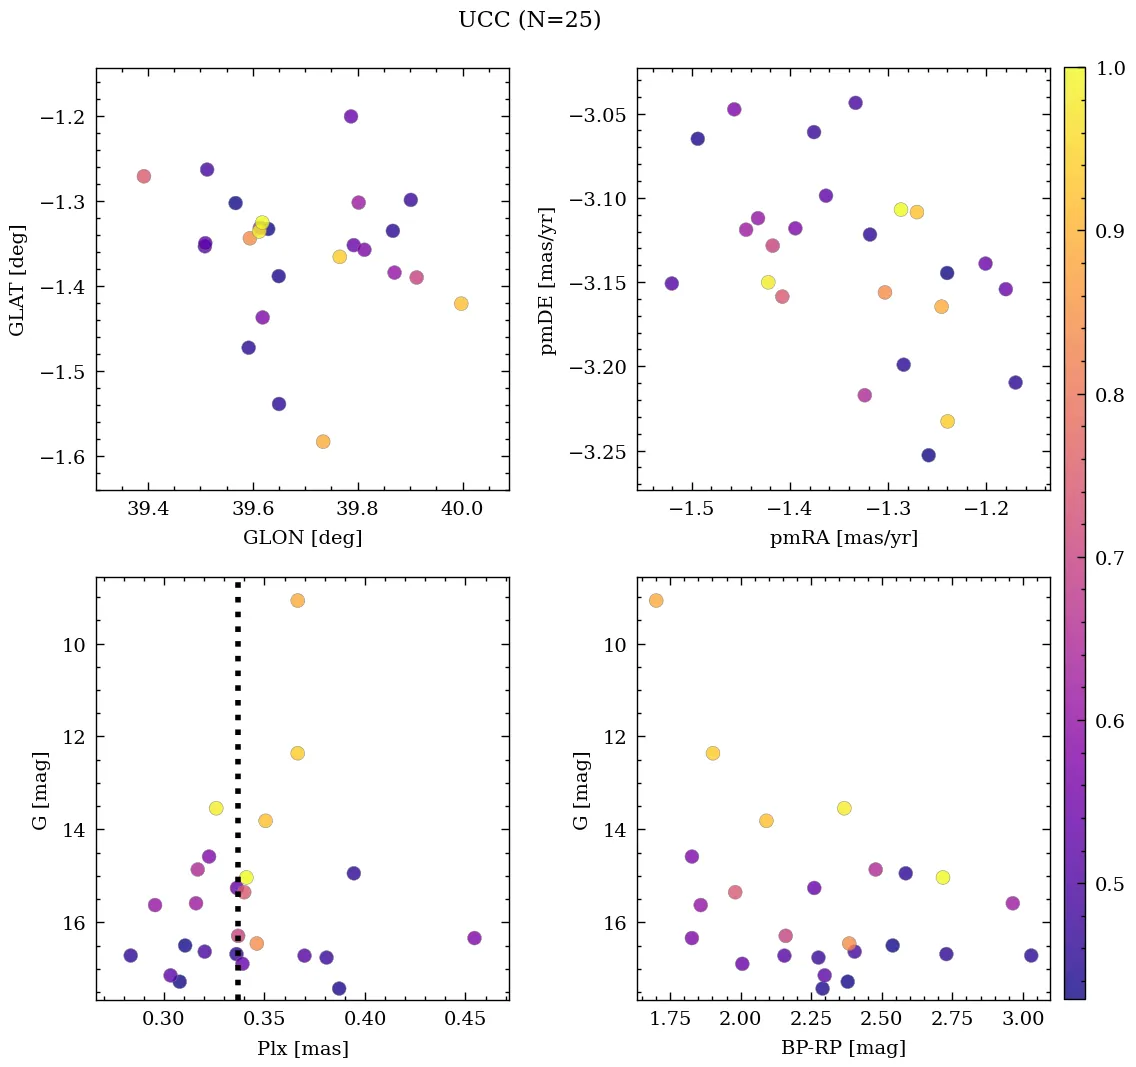 UCC (N=25)
−1.2
−1.3
−1.4
−1.5
−1.6
GLAT [deg]
39.4 39.6 39.8 40.0
GLON [deg]
−3.05
−3.10
−3.15
−3.20
−3.25
pmDE [mas/yr]
−1.5 −1.4 −1.3 −1.2
pmRA [mas/yr]
1.0
0.9
0.8
0.7
0.6
0.5
10
12
14
16
G [mag]
0.30 0.35 0.40 0.45
Plx [mas]
10
12
14
16
G [mag]
1.75 2.00 2.25 2.50 2.75 3.00
BP-RP [mag]